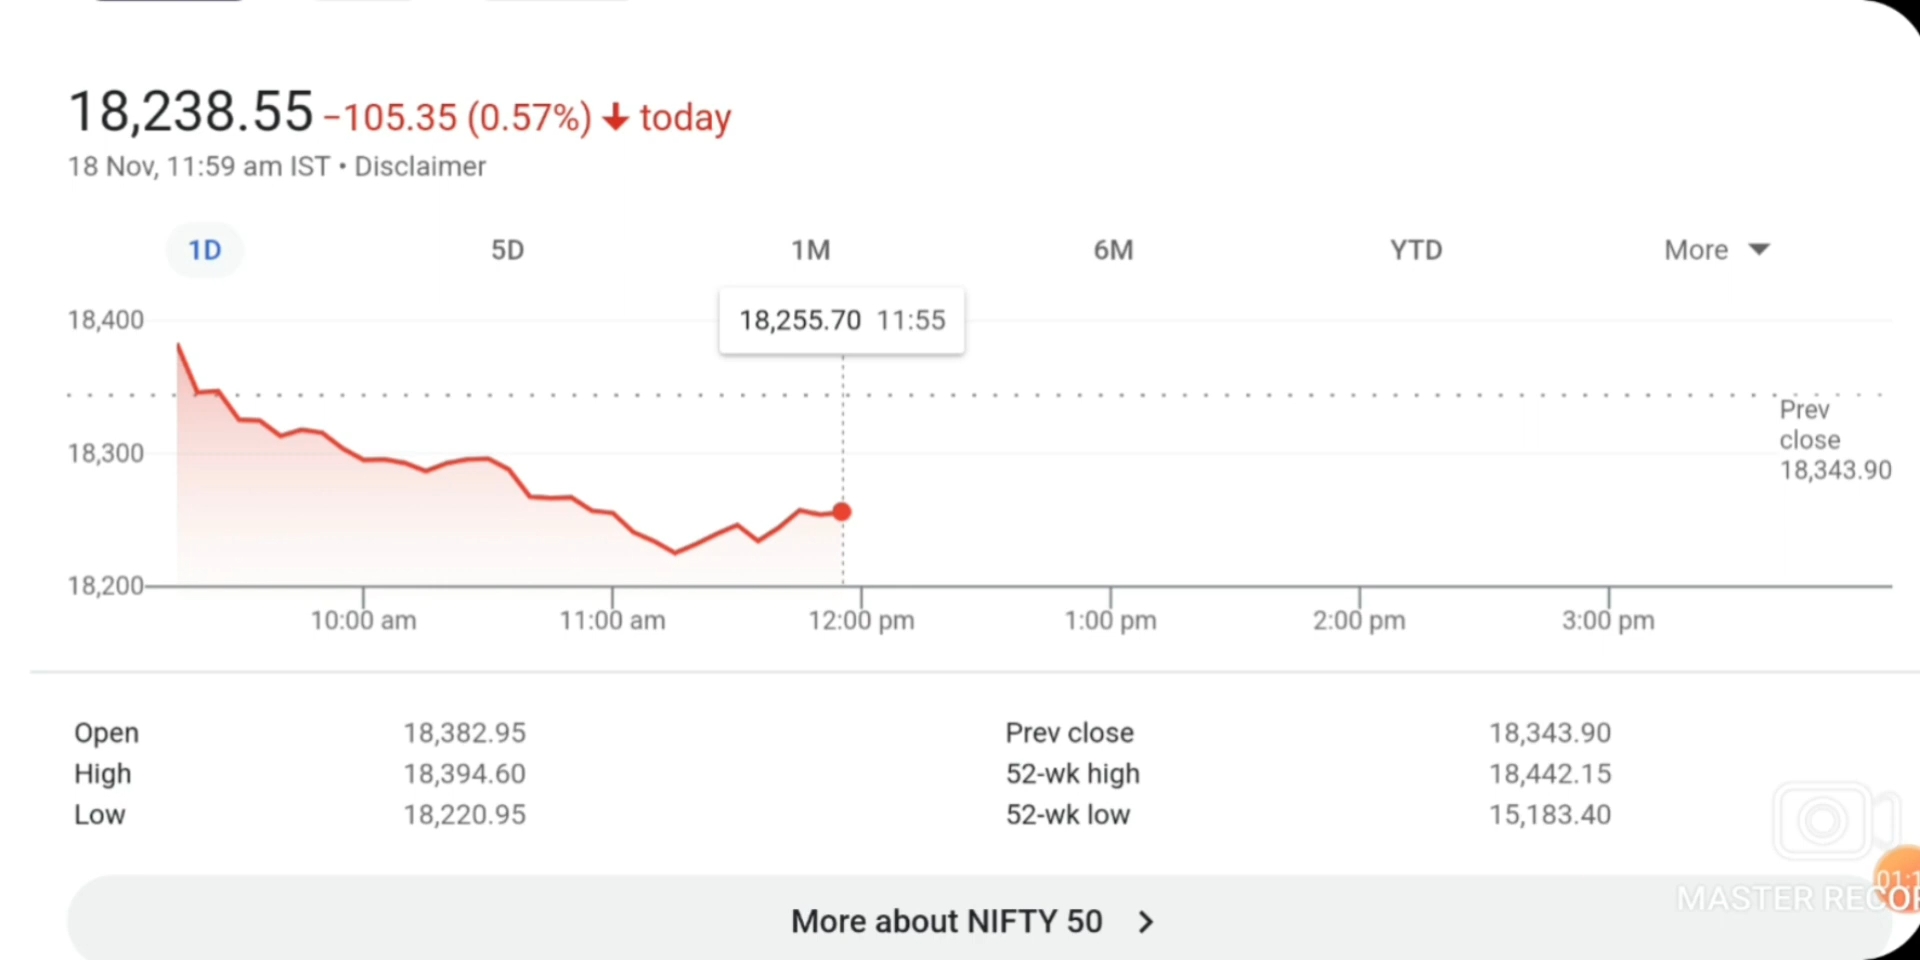 18,238.55 −105.35 (0.57%) ↓ today
18 Nov, 11:59 am IST • Disclaimer
1D 5D 1M 6M YTD More
18,255.70 11:55
18,400
18,300
18,200
Prev
close
18,343.90
10:00 am 11:00 am 12:00 pm 1:00 pm 2:00 pm 3:00 pm
Open 18,382.95 Prev close 18,343.90
High 18,394.60 52-wk high 18,442.15
Low 18,220.95 52-wk low 15,183.40
More about NIFTY 50
MASTER